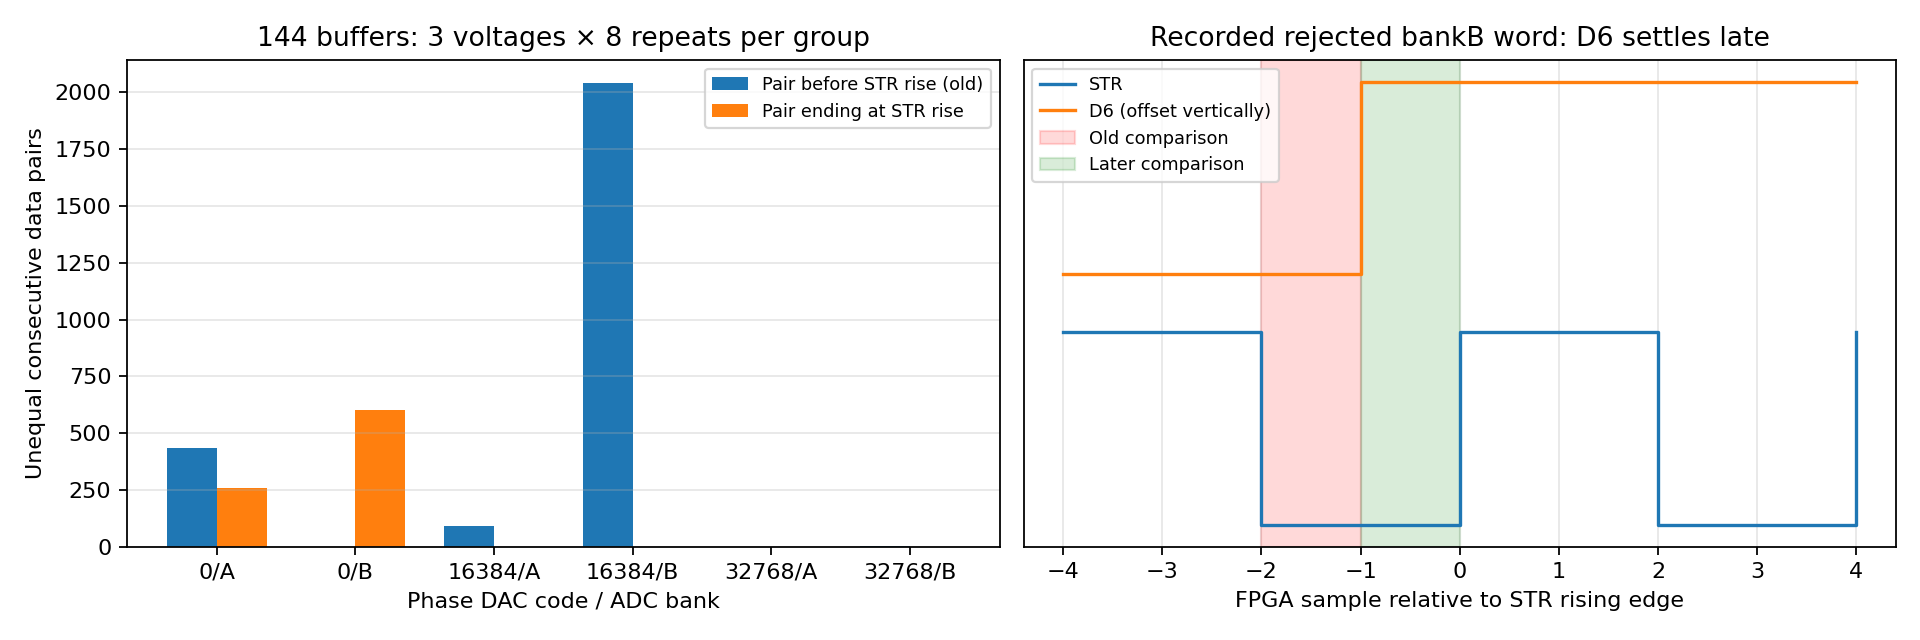 144 buffers: 3 voltages × 8 repeats per group
Pair before STR rise (old)
Pair ending at STR rise
Unequal consecutive data pairs
2000
1750
1500
1250
1000
750
500
250
0
0/A
0/B
16384/A
16384/B
32768/A
32768/B
Phase DAC code / ADC bank
Recorded rejected bankB word: D6 settles late
STR
D6 (offset vertically)
Old comparison
Later comparison
−4
−3
−2
−1
0
1
2
3
4
FPGA sample relative to STR rising edge